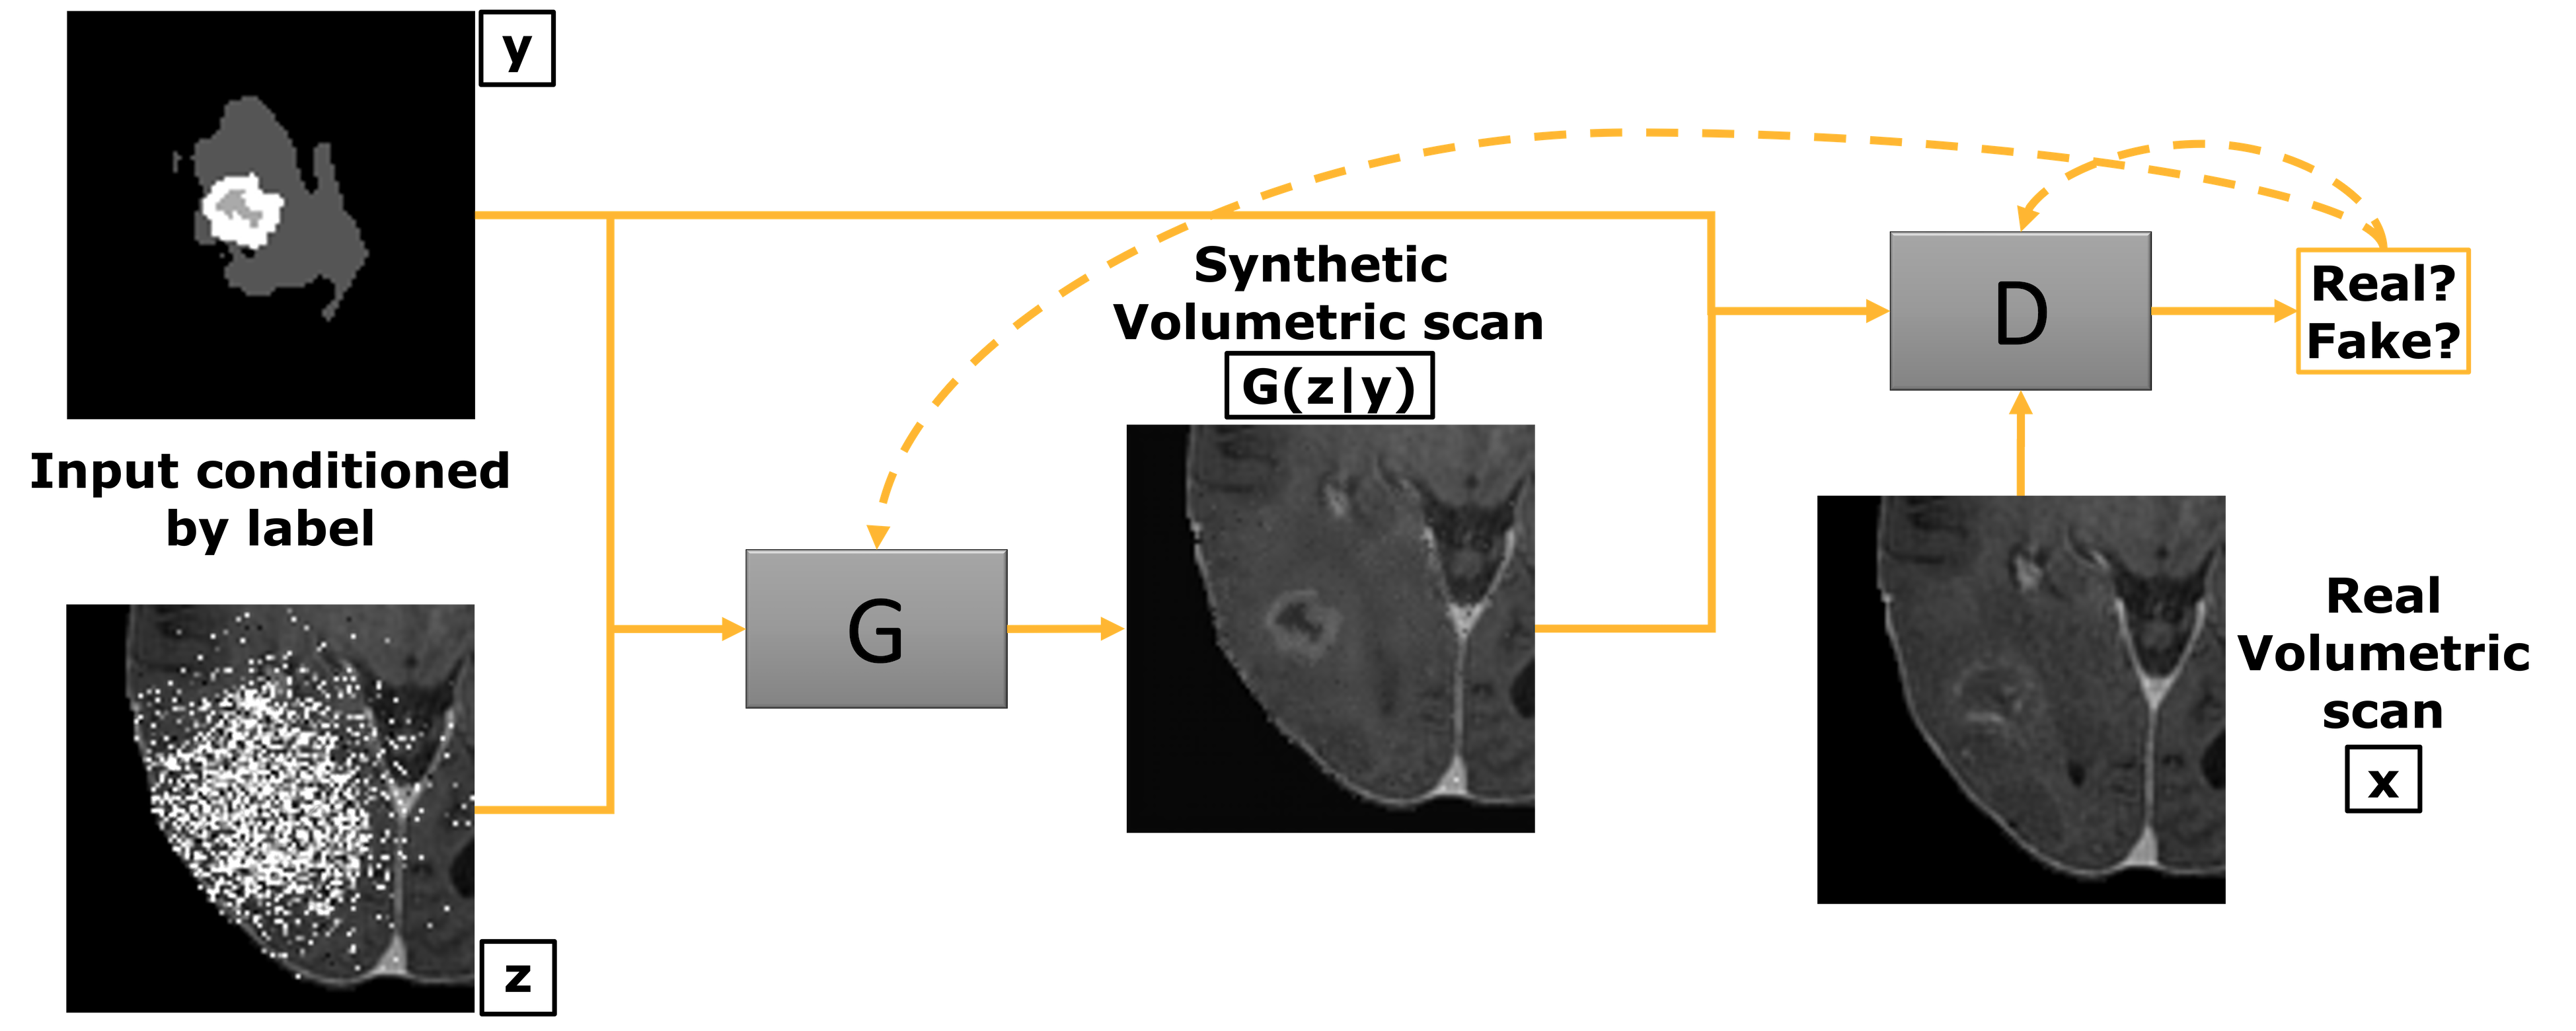 y
Input conditioned
by label
z
G
Synthetic
Volumetric scan
G(z|y)
D
Real?
Fake?
Real
Volumetric
scan
x